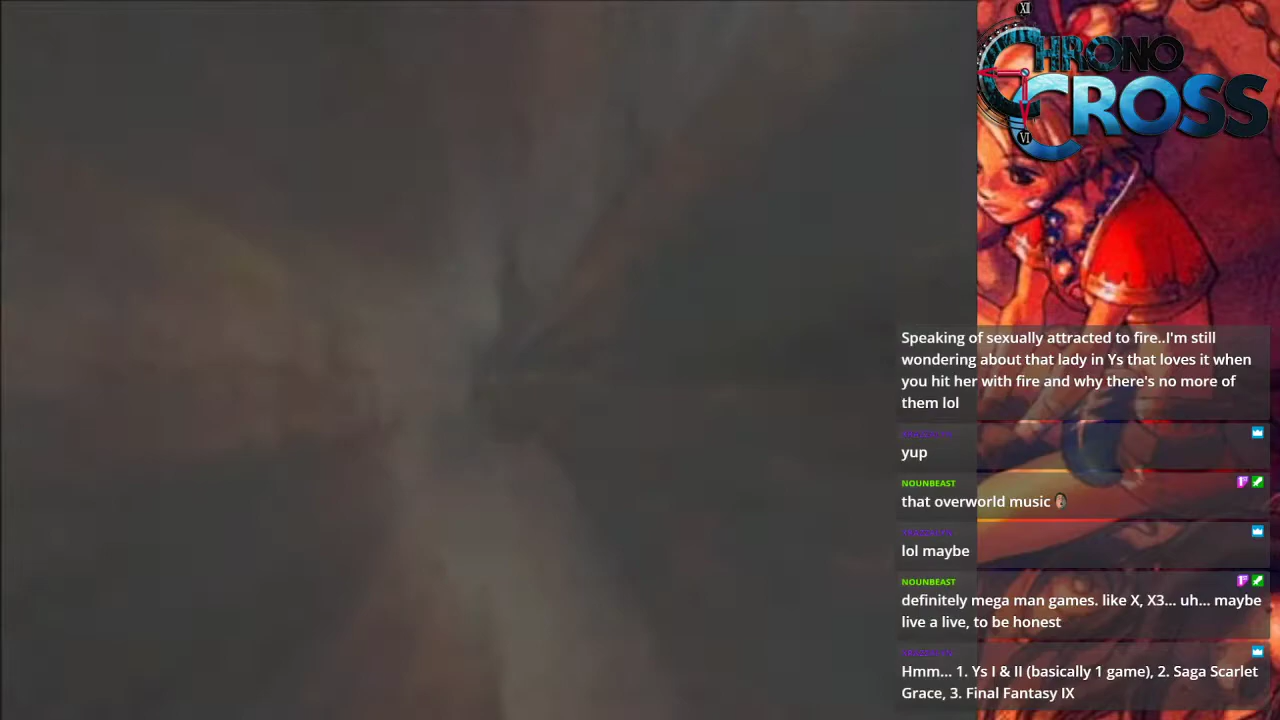 XII
CHRONO
CROSS
VI
Speaking of sexually attracted to fire..I'm still
wondering about that lady in Ys that loves it when
you hit her with fire and why there's no more of
them lol
yup
NOUNBEAST
that overworld music
lol maybe
NOUNBEAST
definitely mega man games. like X, X3... uh... maybe
live a live, to be honest
Hmm... 1. Ys I & II (basically 1 game), 2. Saga Scarlet
Grace, 3. Final Fantasy IX